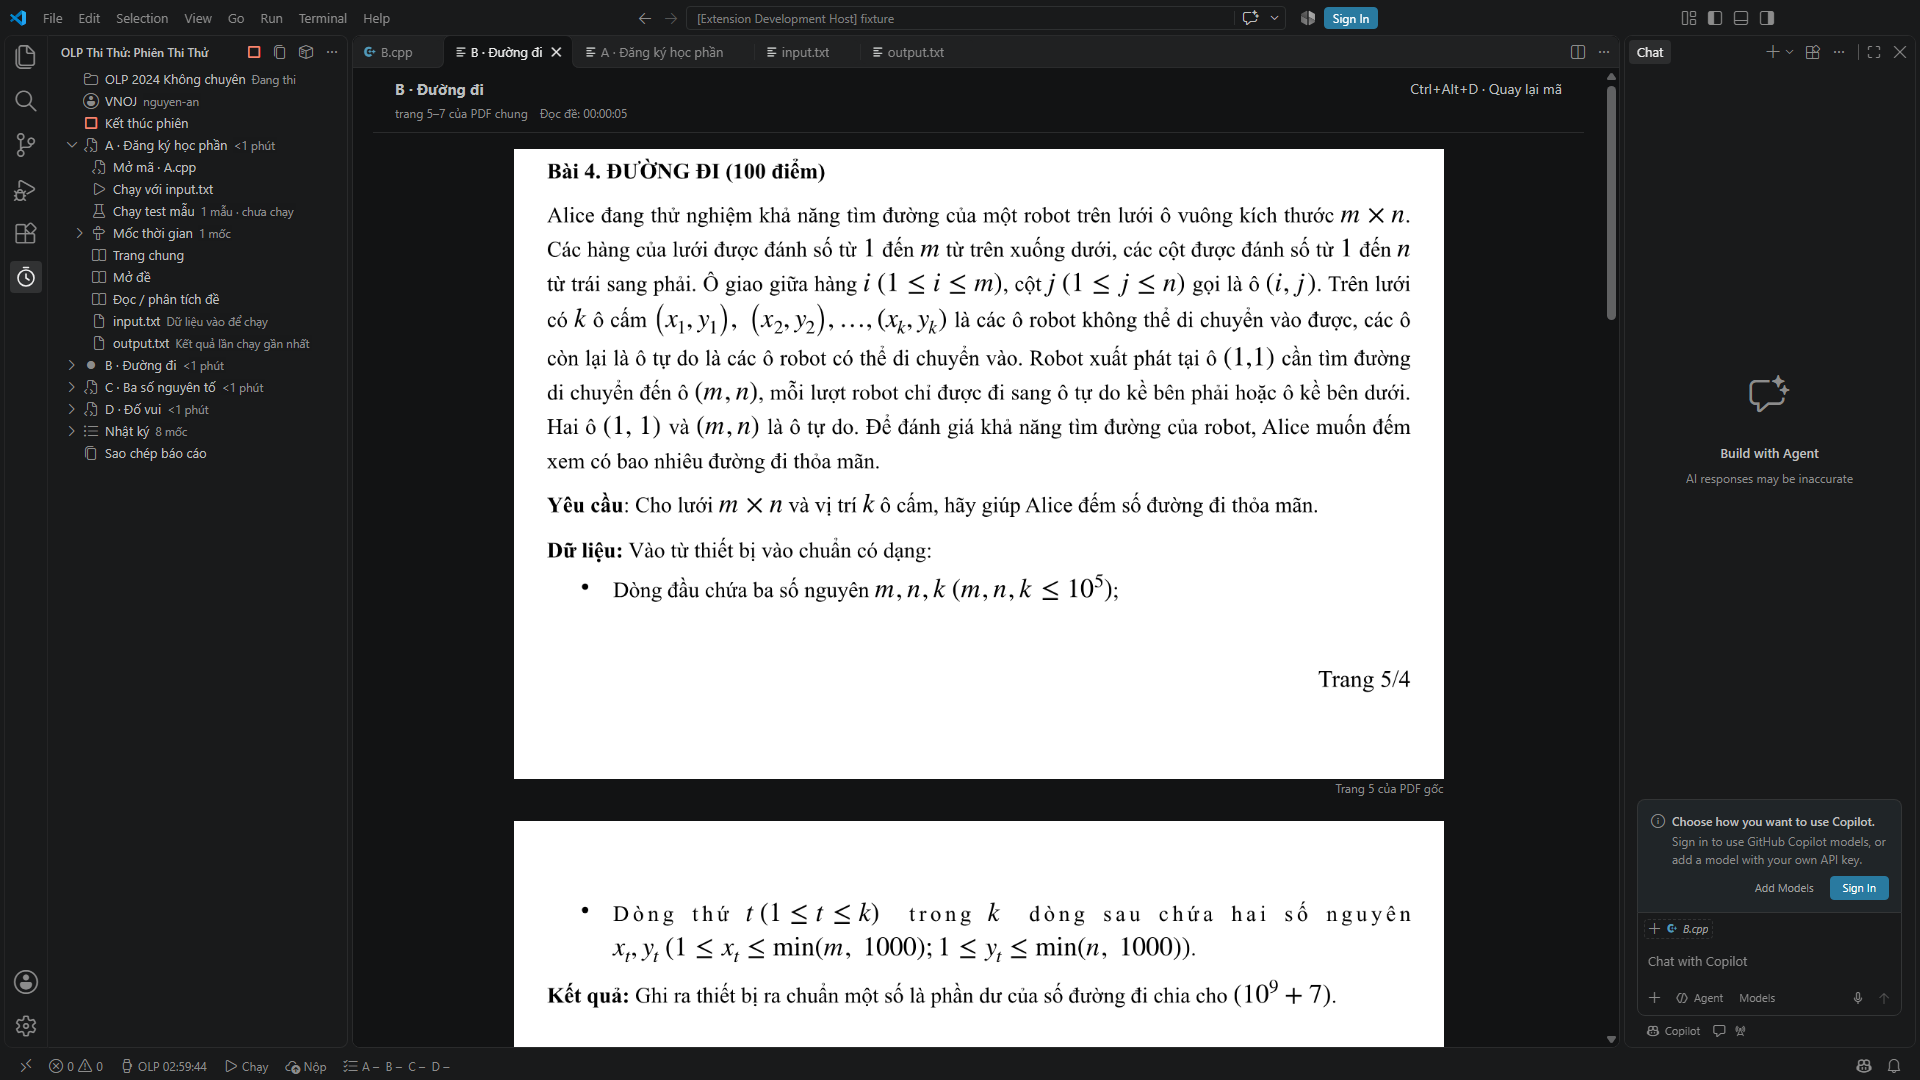 File Edit Selection View Go Run Terminal Help
[Extension Development Host] fixture
Sign In
OLP Thi Thử: Phiên Thi Thử
OLP 2024 Không chuyên Đang thi
VNOJ nguyen-an
Kết thúc phiên
A · Đăng ký học phần <1 phút
Mở mã · A.cpp
Chạy với input.txt
Chạy test mẫu 1 mẫu · chưa chạy
Mốc thời gian 1 mốc
Trang chung
Mở đề
Đọc / phân tích đề
input.txt Dữ liệu vào để chạy
output.txt Kết quả lần chạy gần nhất
B · Đường đi <1 phút
C · Ba số nguyên tố <1 phút
D · Đố vui <1 phút
Nhật ký 8 mốc
Sao chép báo cáo
B.cpp
B · Đường đi
A · Đăng ký học phần
input.txt
output.txt
B · Đường đi
Ctrl+Alt+D · Quay lại mã
trang 5–7 của PDF chung Đọc đề: 00:00:05
Bài 4. ĐƯỜNG ĐI (100 điểm)
Alice đang thử nghiệm khả năng tìm đường của một robot trên lưới ô vuông kích thước m × n.
Các hàng của lưới được đánh số từ 1 đến m từ trên xuống dưới, các cột được đánh số từ 1 đến n
từ trái sang phải. Ô giao giữa hàng i (1 ≤ i ≤ m), cột j (1 ≤ j ≤ n) gọi là ô (i, j). Trên lưới
có k ô cấm (x₁, y₁), (x₂, y₂), …, (xₖ, yₖ) là các ô robot không thể di chuyển vào được, các ô
còn lại là ô tự do là các ô robot có thể di chuyển vào. Robot xuất phát tại ô (1,1) cần tìm đường
di chuyển đến ô (m, n), mỗi lượt robot chỉ được đi sang ô tự do kề bên phải hoặc ô kề bên dưới.
Hai ô (1, 1) và (m, n) là ô tự do. Để đánh giá khả năng tìm đường của robot, Alice muốn đếm
xem có bao nhiêu đường đi thỏa mãn.
Yêu cầu: Cho lưới m × n và vị trí k ô cấm, hãy giúp Alice đếm số đường đi thỏa mãn.
Dữ liệu: Vào từ thiết bị vào chuẩn có dạng:
• Dòng đầu chứa ba số nguyên m, n, k (m, n, k ≤ 10⁵);
Trang 5/4
Trang 5 của PDF gốc
• Dòng thứ t (1 ≤ t ≤ k) trong k dòng sau chứa hai số nguyên
xₜ, yₜ (1 ≤ xₜ ≤ min(m, 1000); 1 ≤ yₜ ≤ min(n, 1000)).
Kết quả: Ghi ra thiết bị ra chuẩn một số là phần dư của số đường đi chia cho (10⁹ + 7).
Chat
Build with Agent
AI responses may be inaccurate
Choose how you want to use Copilot.
Sign in to use GitHub Copilot models, or
add a model with your own API key.
Add Models Sign In
B.cpp
Chat with Copilot
Agent Models
Copilot
0 0 OLP 02:59:44 Chạy Nộp A – B – C – D –